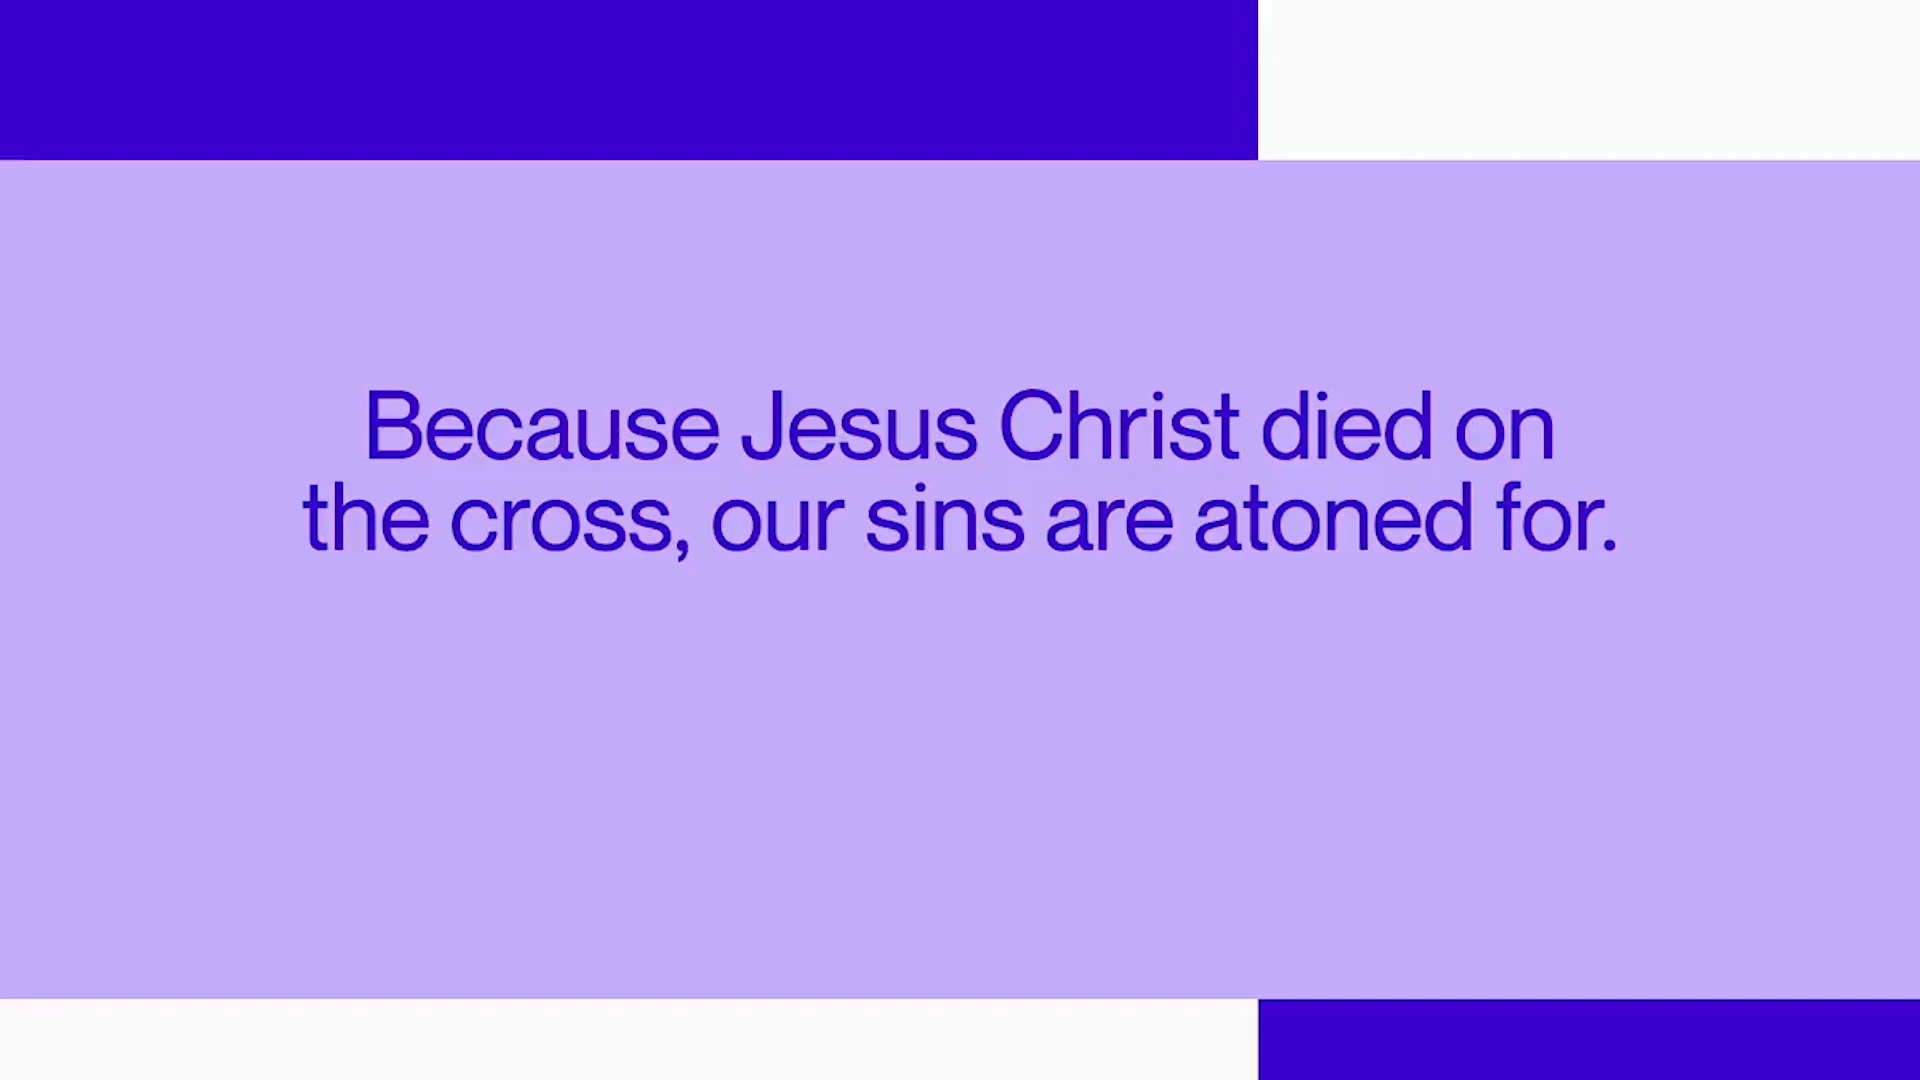 Because Jesus Christ died on
the cross, our sins are atoned for.